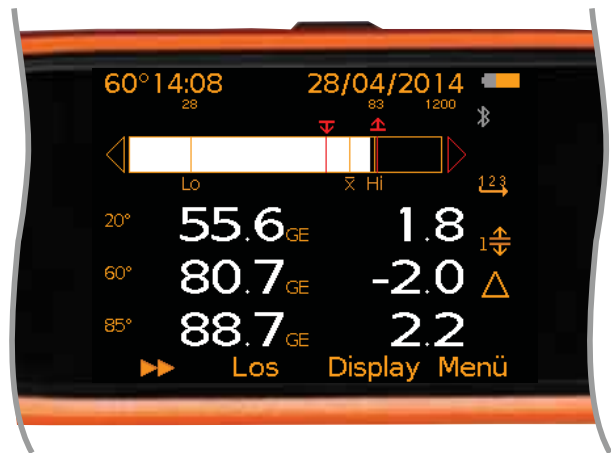 60°14:08 28/04/2014
28 83 1200
Lo x̅ Hi
123
20° 55.6GE 1.8
1
60° 80.7GE -2.0
85° 88.7GE 2.2
Los Display Menü